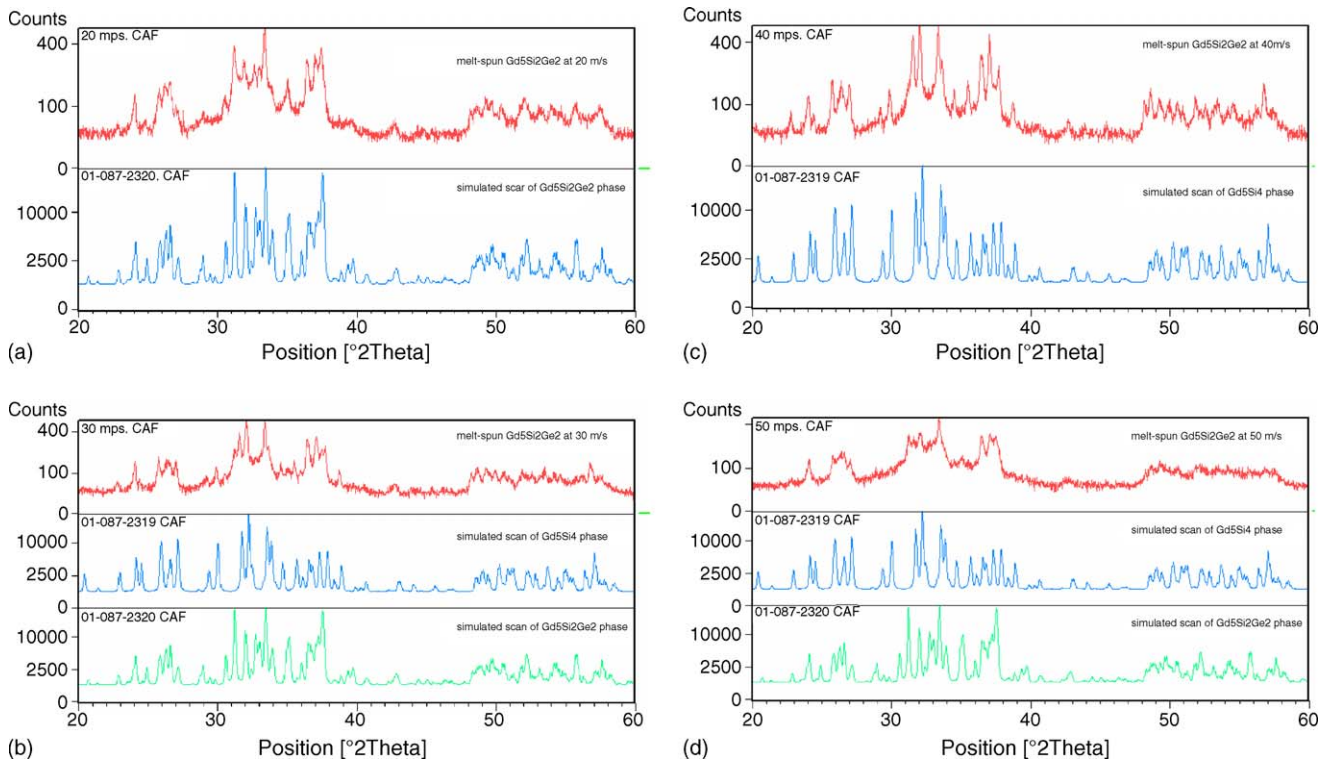 Counts
20 mps. CAF
melt-spun Gd5Si2Ge2 at 20 m/s
400
100
0
01-087-2320. CAF
simulated scar of Gd5Si2Ge2 phase
10000
2500
0
20 30 40 50 60
(a)
Position [°2Theta]
Counts
40 mps. CAF
melt-spun Gd5Si2Ge2 at 40m/s
400
100
0
01-087-2319 CAF
simulated scan of Gd5Si4 phase
10000
2500
0
20 30 40 50 60
(c)
Position [°2Theta]
Counts
30 mps. CAF
melt-spun Gd5Si2Ge2 at 30 m/s
400
100
0
01-087-2319 CAF
simulated scan of Gd5Si4 phase
10000
2500
0
01-087-2320 CAF
simulated scan of Gd5Si2Ge2 phase
10000
2500
0
20 30 40 50 60
(b)
Position [°2Theta]
Counts
50 mps. CAF
melt-spun Gd5Si2Ge2 at 50 m/s
100
0
01-087-2319 CAF
simulated scan of Gd5Si4 phase
10000
2500
0
01-087-2320 CAF
simulated scan of Gd5Si2Ge2 phase
10000
2500
0
20 30 40 50 60
(d)
Position [°2Theta]